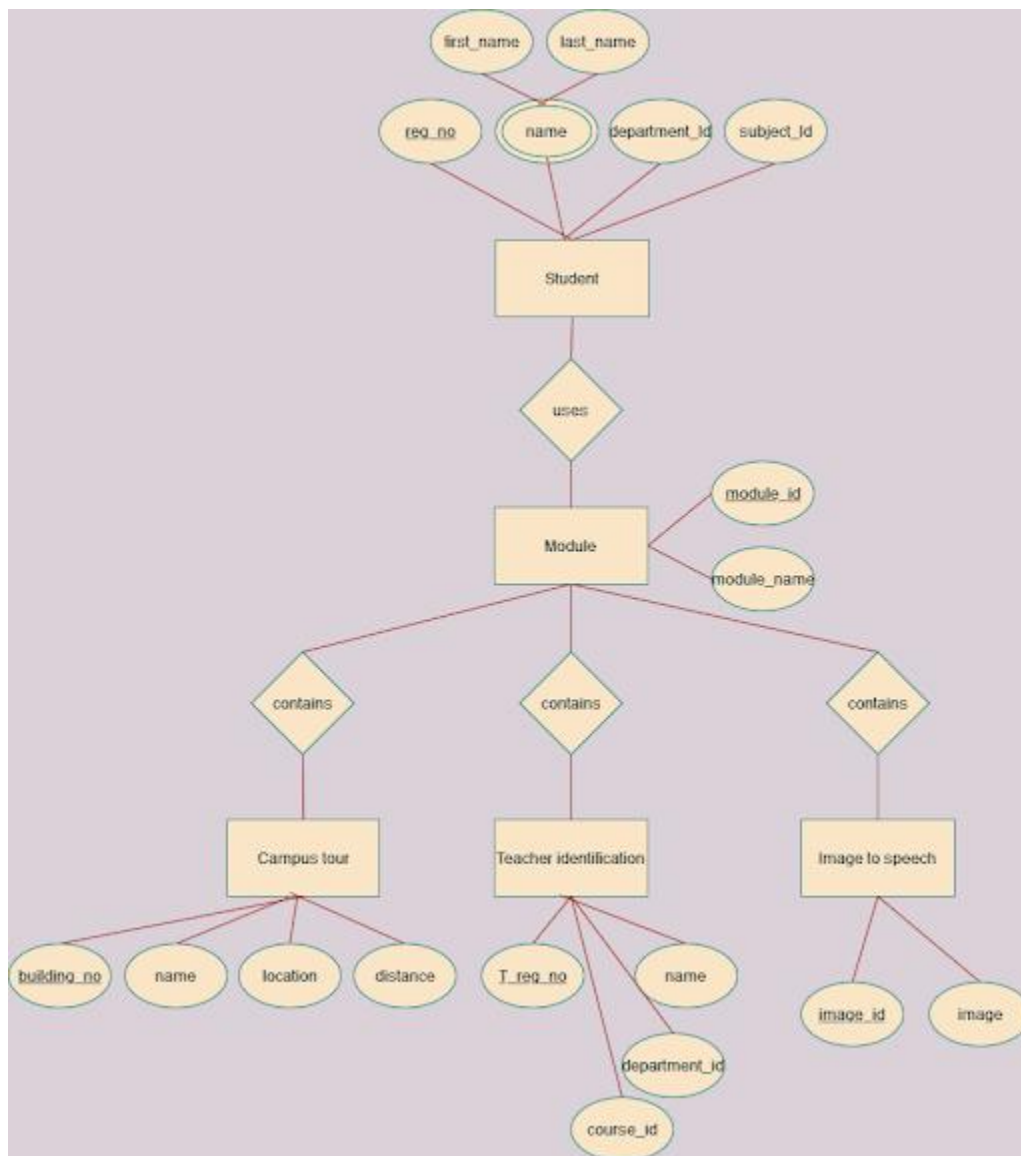 first_name last_name
reg_no name department_Id subject_Id
Student
uses
module_id
Module
module_name
contains contains contains
Campus tour Teacher identification Image to speech
building_no name location distance T_reg_no name
image_id image
department_id
course_id